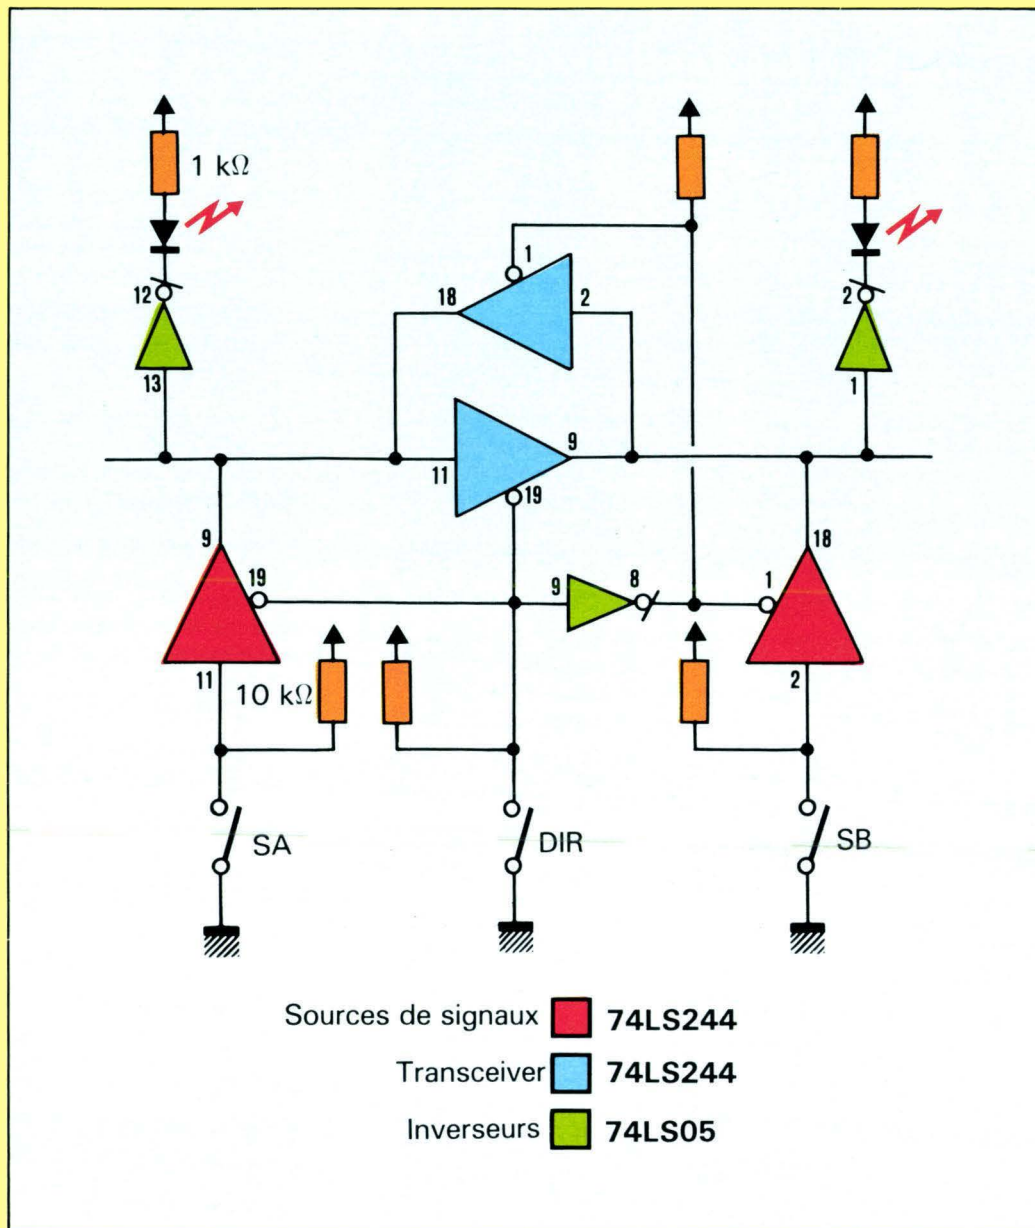 1 kΩ
12
13
1
18
2
2
1
11
9
19
9
19
11
9
8
1
18
2
10 kΩ
SA
DIR
SB
Sources de signaux 74LS244
Transceiver 74LS244
Inverseurs 74LS05